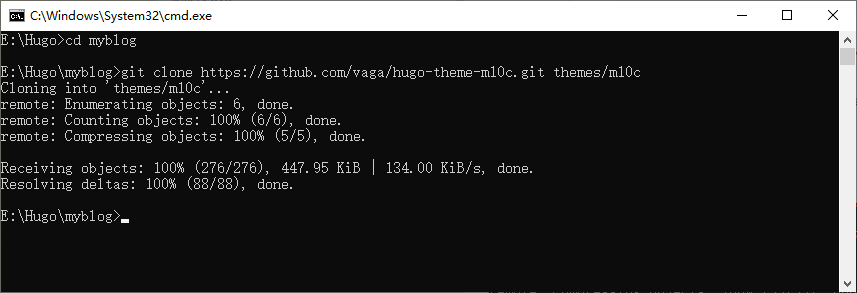 C:\Windows\System32\cmd.exe
E:\Hugo>cd myblog
E:\Hugo\myblog>git clone https://github.com/vaga/hugo-theme-m10c.git themes/m10c
Cloning into 'themes/m10c'...
remote: Enumerating objects: 6, done.
remote: Counting objects: 100% (6/6), done.
remote: Compressing objects: 100% (5/5), done.
Receiving objects: 100% (276/276), 447.95 KiB | 134.00 KiB/s, done.
Resolving deltas: 100% (88/88), done.
E:\Hugo\myblog>